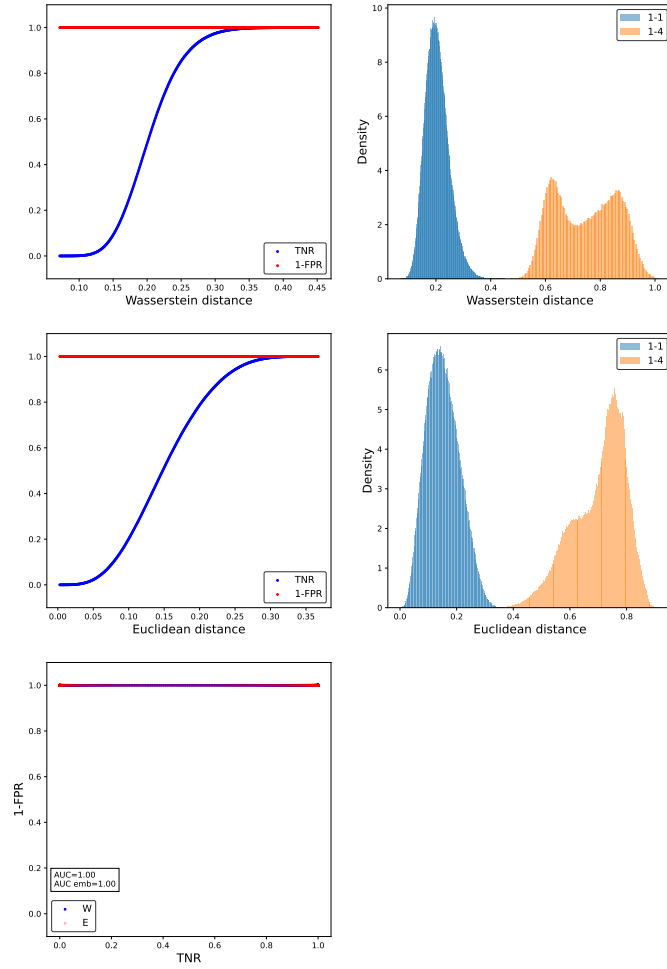 1.0
0.8
0.6
0.4
0.2
0.0
0.10 0.15 0.20 0.25 0.30 0.35 0.40 0.45
Wasserstein distance
TNR
1-FPR
10
8
6
4
2
0
Density
0.2 0.4 0.6 0.8 1.0
Wasserstein distance
1-1
1-4
1.0
0.8
0.6
0.4
0.2
0.0
0.00 0.05 0.10 0.15 0.20 0.25 0.30 0.35
Euclidean distance
TNR
1-FPR
6
5
4
3
2
1
0
Density
0.0 0.2 0.4 0.6 0.8
Euclidean distance
1-1
1-4
1.0
0.8
0.6
0.4
0.2
0.0
1-FPR
AUC=1.00
AUC emb=1.00
W
E
0.0 0.2 0.4 0.6 0.8 1.0
TNR